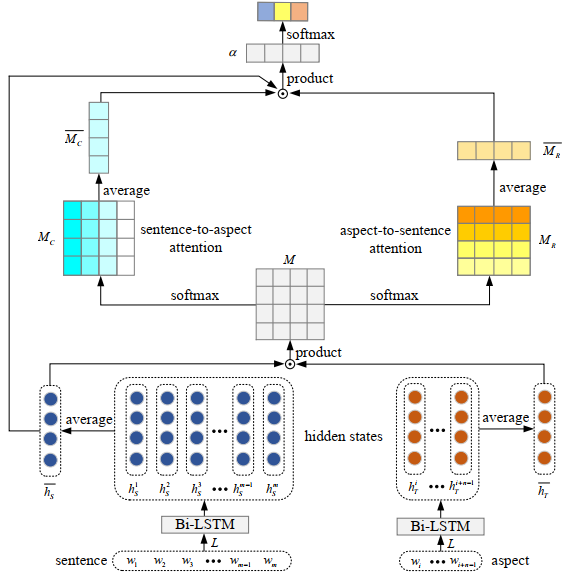 softmax
α
product
M̅_C
M̅_R
average
average
M_C
sentence-to-aspect
attention
aspect-to-sentence
attention
M_R
M
softmax
softmax
product
average
hidden states
average
h̅_S
h_S^1 h_S^2 h_S^3 ••• h_S^{m-1} h_S^m
h_T^i ••• h_T^{i+n-1}
h̅_T
Bi-LSTM
Bi-LSTM
L
L
sentence w_1 w_2 w_3 ••• w_{m-1} w_m
w_i ••• w_{i+n-1} aspect